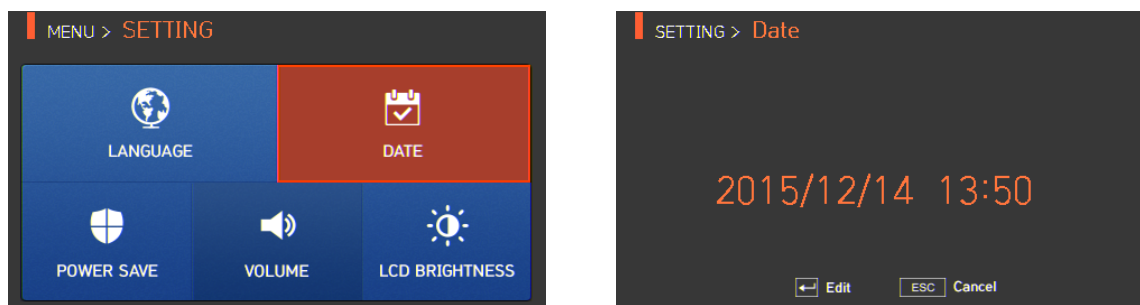 MENU > SETTING
LANGUAGE
DATE
POWER SAVE
VOLUME
LCD BRIGHTNESS
SETTING > Date
2015/12/14 13:50
Edit
ESC Cancel